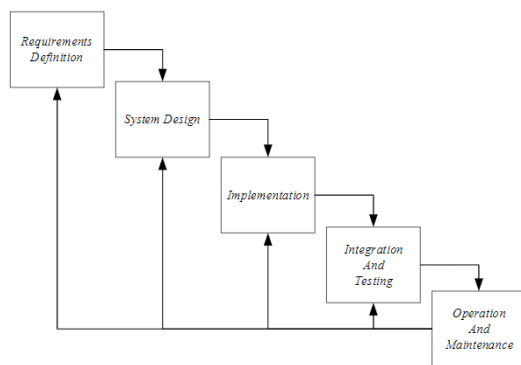 Requirements
Definition
System Design
Implementation
Integration
And
Testing
Operation
And
Maintenance